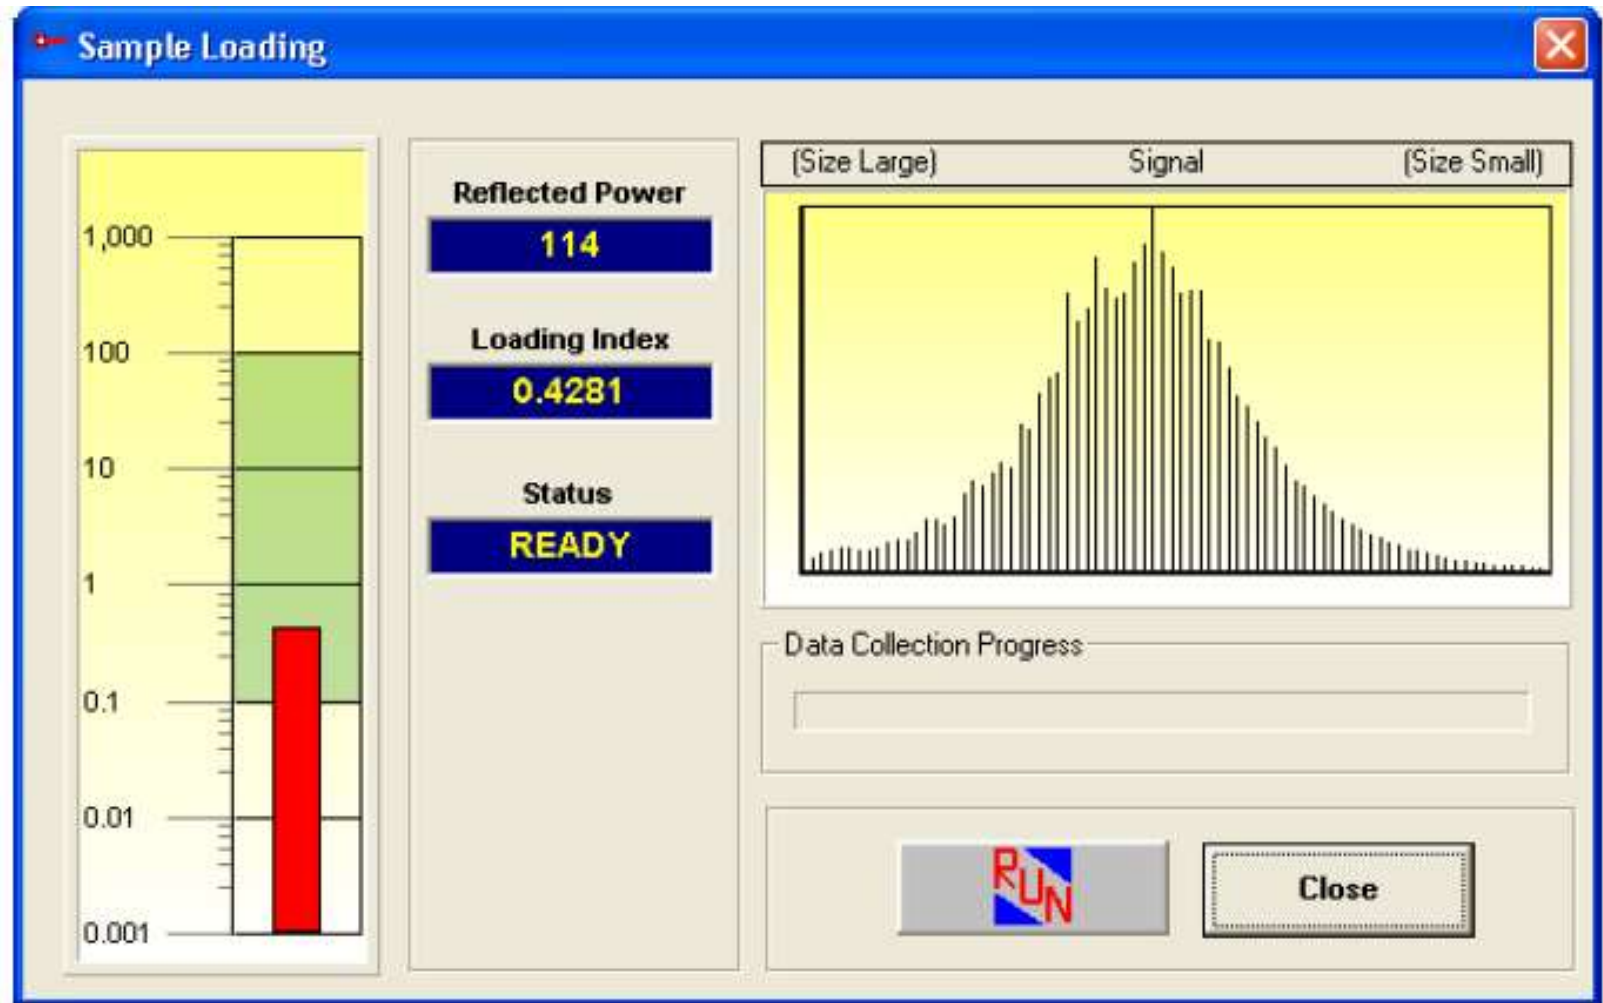 Sample Loading
1,000
100
10
1
0.1
0.01
0.001
Reflected Power
114
Loading Index
0.4281
Status
READY
(Size Large) Signal (Size Small)
Data Collection Progress
RUN
Close